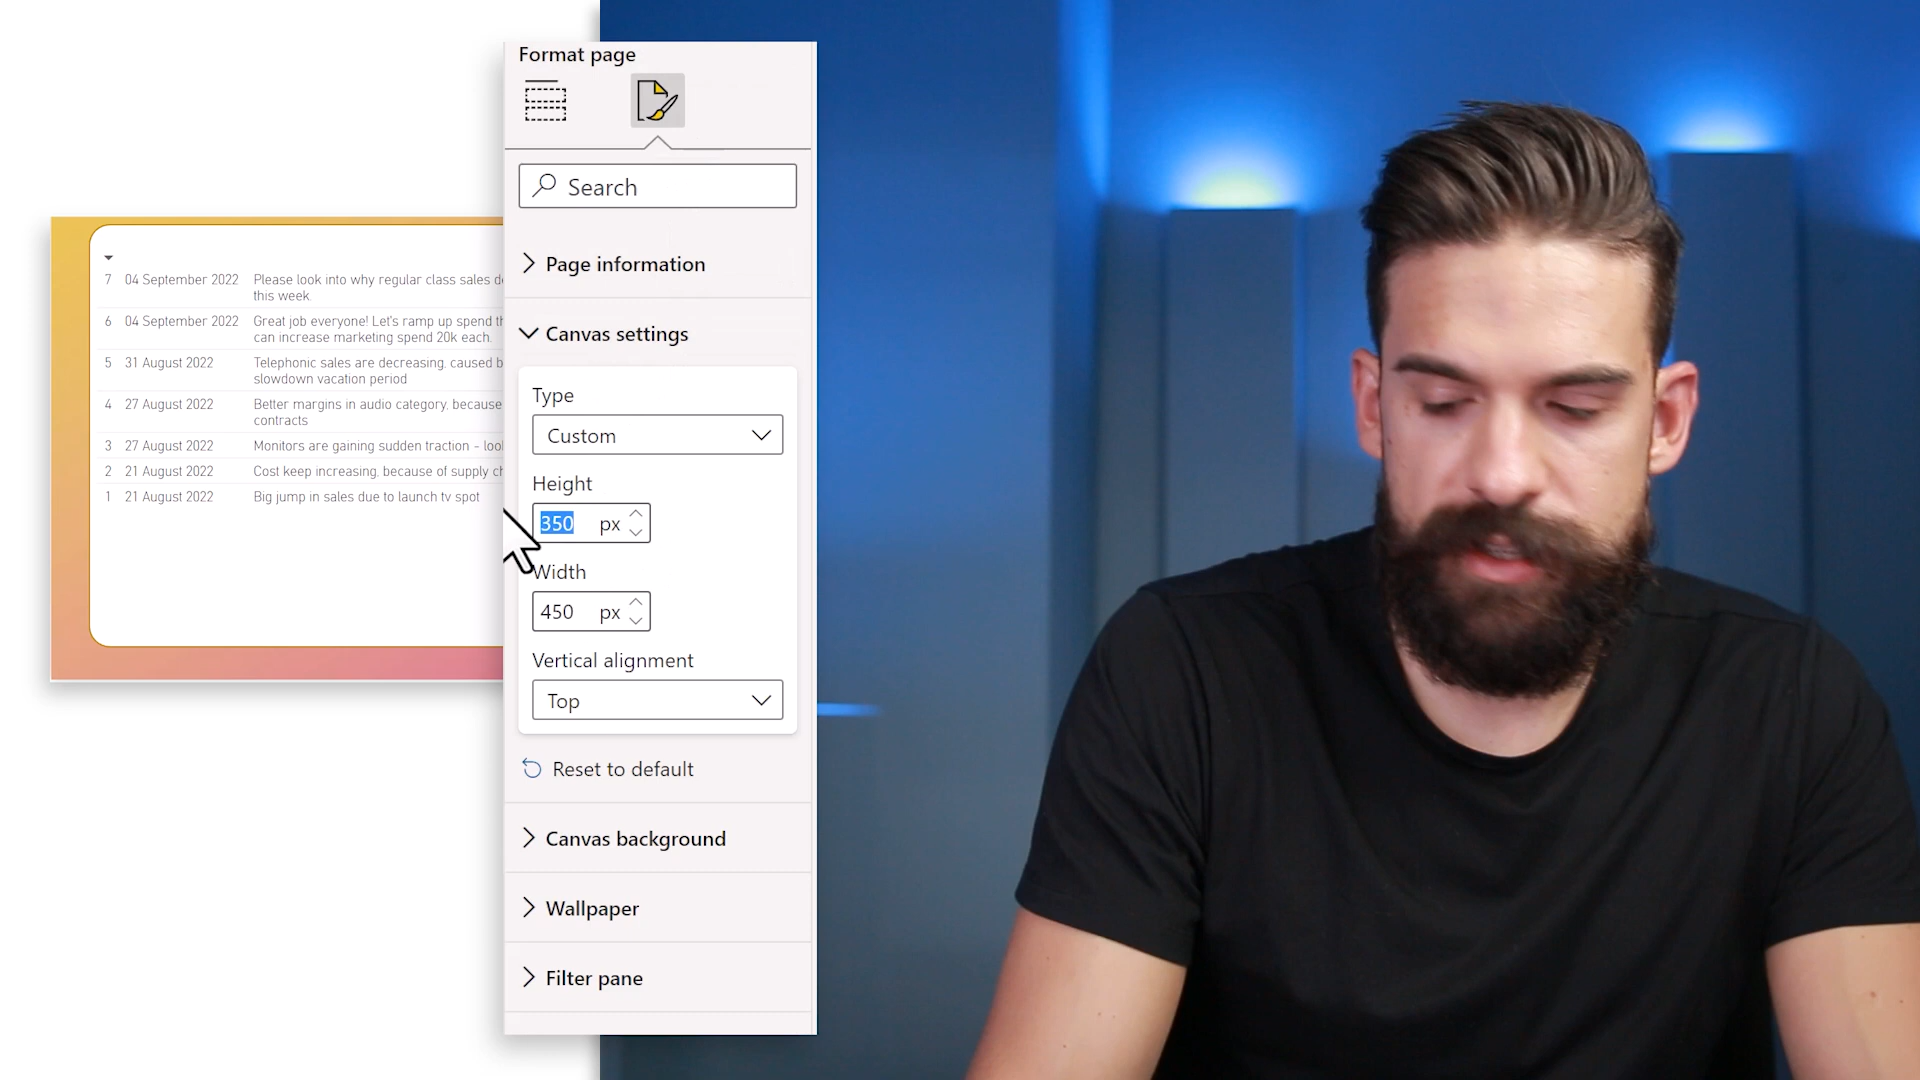 7 04 September 2022 Please look into why regular class sales d
this week.
6 04 September 2022 Great job everyone! Let's ramp up spend
can increase marketing spend 20k each.
5 31 August 2022 Telephonic sales are decreasing, caused b
slowdown vacation period
4 27 August 2022 Better margins in audio category, because
contracts
3 27 August 2022 Monitors are gaining sudden traction - loo
2 21 August 2022 Cost keep increasing, because of supply
1 21 August 2022 Big jump in sales due to launch tv spot
Format page
Search
Page information
Canvas settings
Type
Custom
Height
350 px
Width
450 px
Vertical alignment
Top
Reset to default
Canvas background
Wallpaper
Filter pane